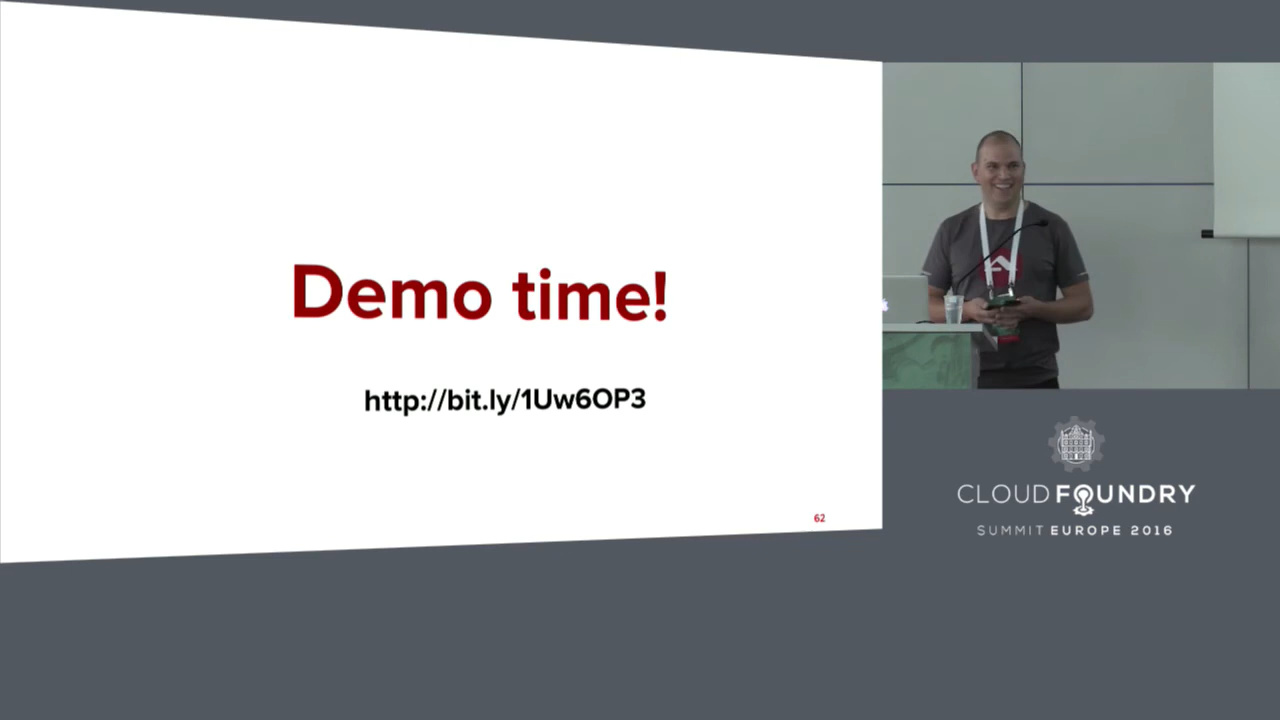 Demo time!
http://bit.ly/1Uw6OP3
62
CLOUD FOUNDRY
SUMMIT EUROPE 2016